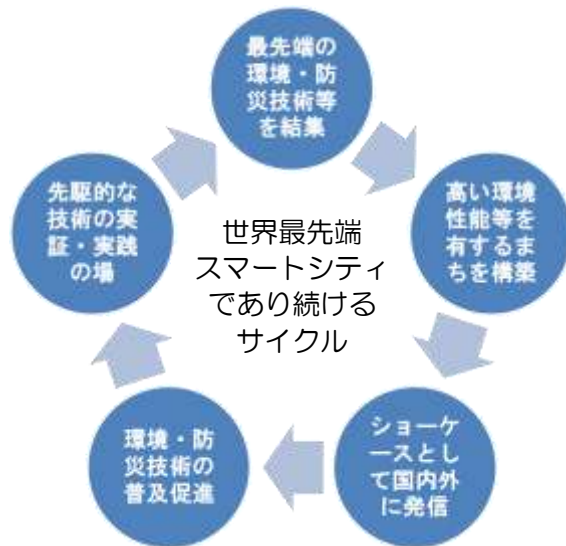 最先端の
環境・防
災技術等
を結集
高い環境
性能等を
有するま
ちを構築
ショーケ
ースとし
て国内外
に発信
環境・防
災技術の
普及促進
先駆的な
技術の実
証・実践
の場
世界最先端
スマートシティ
であり続ける
サイクル